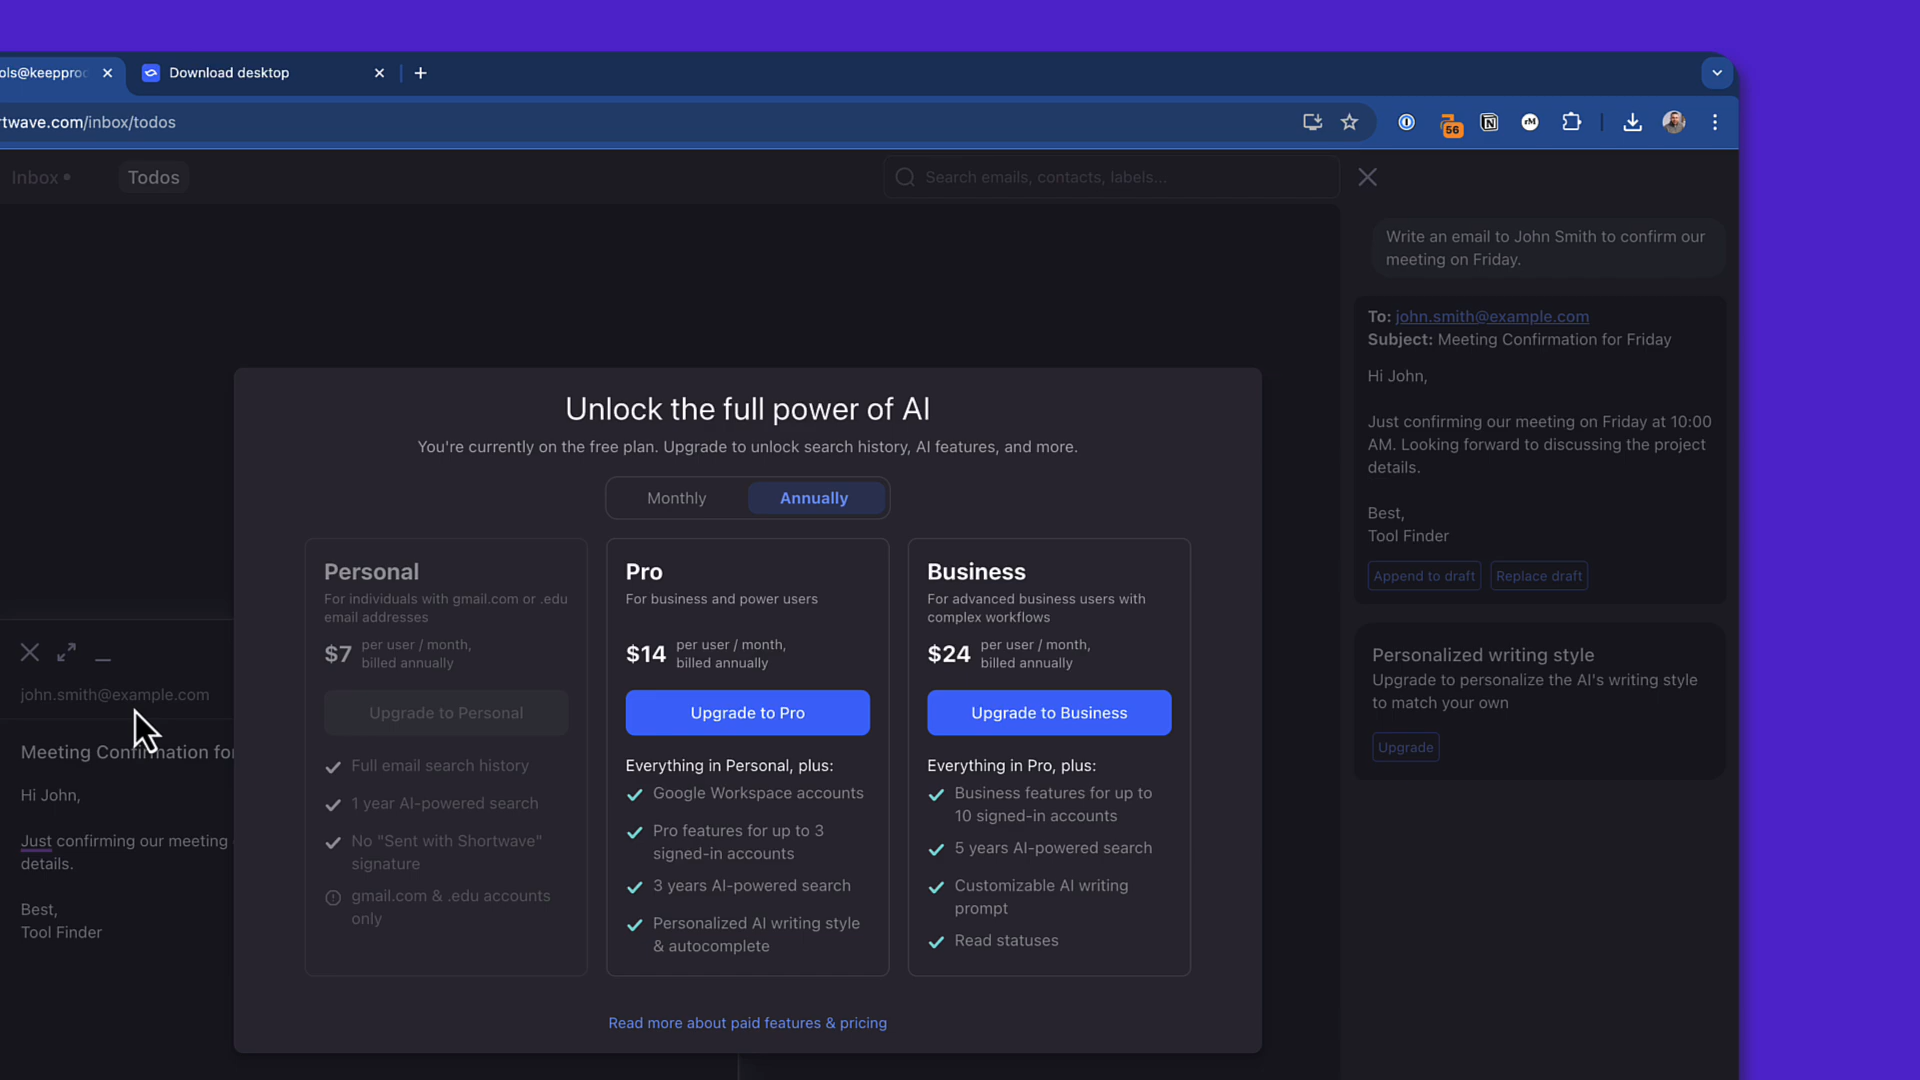 ols@keepprod
Download desktop
rtwave.com/inbox/todos
56
Inbox
Todos
Search emails, contacts, labels...
Write an email to John Smith to confirm our
meeting on Friday.
To: john.smith@example.com
Subject: Meeting Confirmation for Friday
Hi John,
Just confirming our meeting on Friday at 10:00
AM. Looking forward to discussing the project
details.
Best,
Tool Finder
Append to draft
Replace draft
Personalized writing style
Upgrade to personalize the AI's writing style
to match your own
Upgrade
john.smith@example.com
Meeting Confirmation for
Hi John,
Just confirming our meeting
details.
Best,
Tool Finder
Unlock the full power of AI
You're currently on the free plan. Upgrade to unlock search history, AI features, and more.
Monthly
Annually
Personal
For individuals with gmail.com or .edu
email addresses
$7 per user / month,
billed annually
Upgrade to Personal
Full email search history
1 year AI-powered search
No "Sent with Shortwave"
signature
gmail.com & .edu accounts
only
Pro
For business and power users
$14 per user / month,
billed annually
Upgrade to Pro
Everything in Personal, plus:
Google Workspace accounts
Pro features for up to 3
signed-in accounts
3 years AI-powered search
Personalized AI writing style
& autocomplete
Business
For advanced business users with
complex workflows
$24 per user / month,
billed annually
Upgrade to Business
Everything in Pro, plus:
Business features for up to
10 signed-in accounts
5 years AI-powered search
Customizable AI writing
prompt
Read statuses
Read more about paid features & pricing